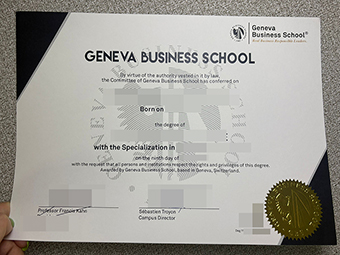 Geneva
Business School®
GENEVA BUSINESS SCHOOL
By virtue of the authority vested in it by law,
the Committee of Geneva Business School has conferred on
Born on
the degree of
with the Specialization in
on the ninth day of
with the request that all persons and institutions respect the rights and privileges of this degree.
Awarded by Geneva Business School, based in Geneva, Switzerland.
Professor Francis Kahn
Sébastien Troyon
Campus Director